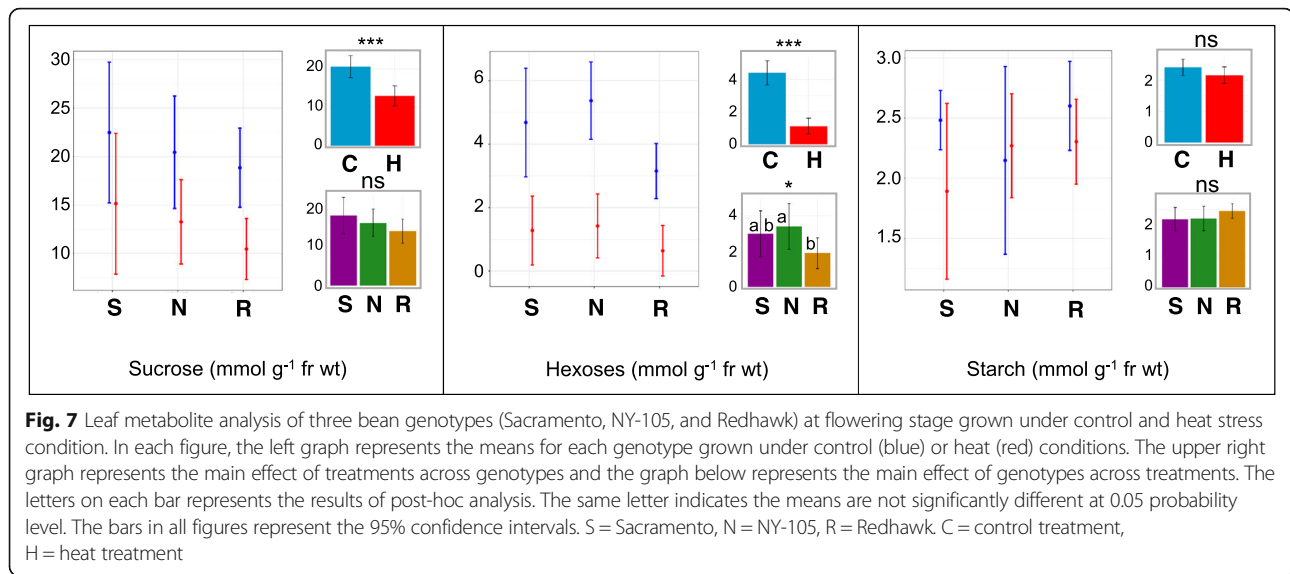 30
25
20
15
10
S N R
***
20
10
0
C H
ns
20
10
0
S N R
Sucrose (mmol g-1 fr wt)
6
4
2
0
S N R
***
4
2
0
C H
*
4
2
0
a b a b
S N R
Hexoses (mmol g-1 fr wt)
3.0
2.5
2.0
1.5
S N R
ns
2
1
0
C H
ns
2
1
0
S N R
Starch (mmol g-1 fr wt)
Fig. 7 Leaf metabolite analysis of three bean genotypes (Sacramento, NY-105, and Redhawk) at flowering stage grown under control and heat stress
condition. In each figure, the left graph represents the means for each genotype grown under control (blue) or heat (red) conditions. The upper right
graph represents the main effect of treatments across genotypes and the graph below represents the main effect of genotypes across treatments. The
letters on each bar represents the results of post-hoc analysis. The same letter indicates the means are not significantly different at 0.05 probability
level. The bars in all figures represent the 95% confidence intervals. S = Sacramento, N = NY-105, R = Redhawk. C = control treatment,
H = heat treatment